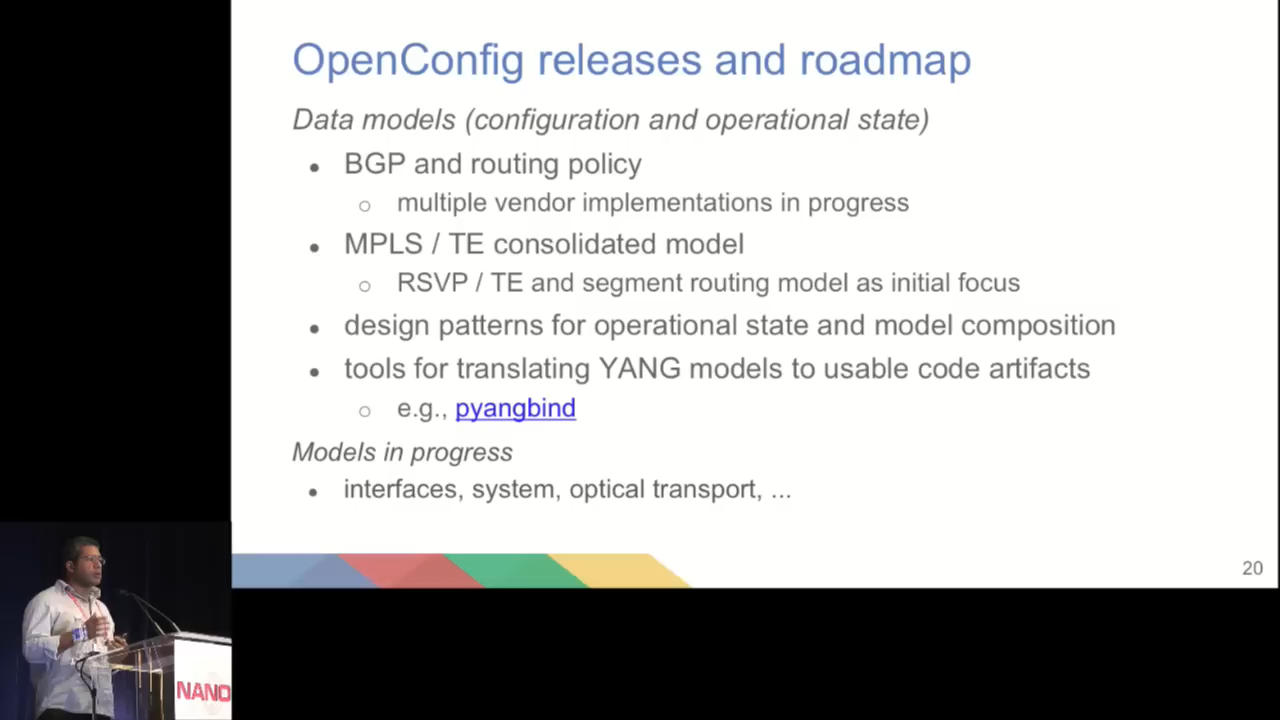 OpenConfig releases and roadmap
Data models (configuration and operational state)
• BGP and routing policy
o multiple vendor implementations in progress
• MPLS / TE consolidated model
o RSVP / TE and segment routing model as initial focus
• design patterns for operational state and model composition
• tools for translating YANG models to usable code artifacts
o e.g., pyangbind
Models in progress
• interfaces, system, optical transport, ...
20
NANO